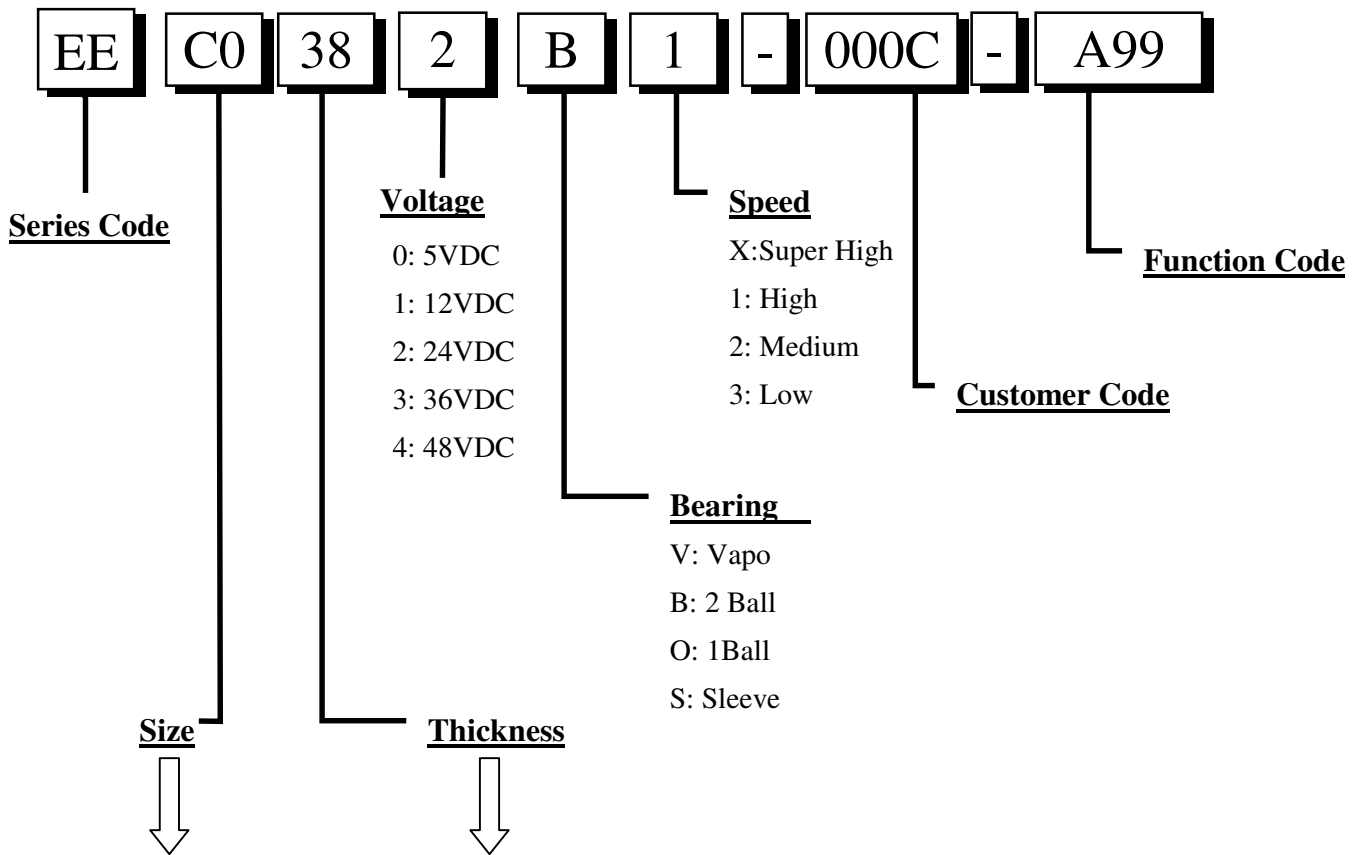 EE C0 38 2 B 1 - 000C - A99
Series Code
Voltage
0: 5VDC
1: 12VDC
2: 24VDC
3: 36VDC
4: 48VDC
Speed
X:Super High
1: High
2: Medium
3: Low
Function Code
Customer Code
Bearing
V: Vapo
B: 2 Ball
O: 1Ball
S: Sleeve
Size
Thickness